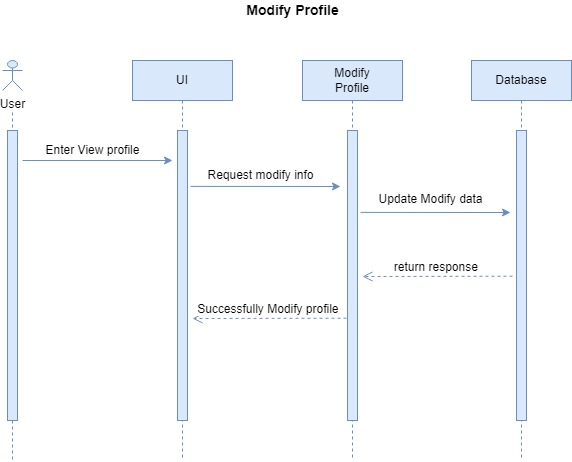 Modify Profile
User
UI
Modify
Profile
Database
Enter View profile
Request modify info
Update Modify data
return response
Successfully Modify profile